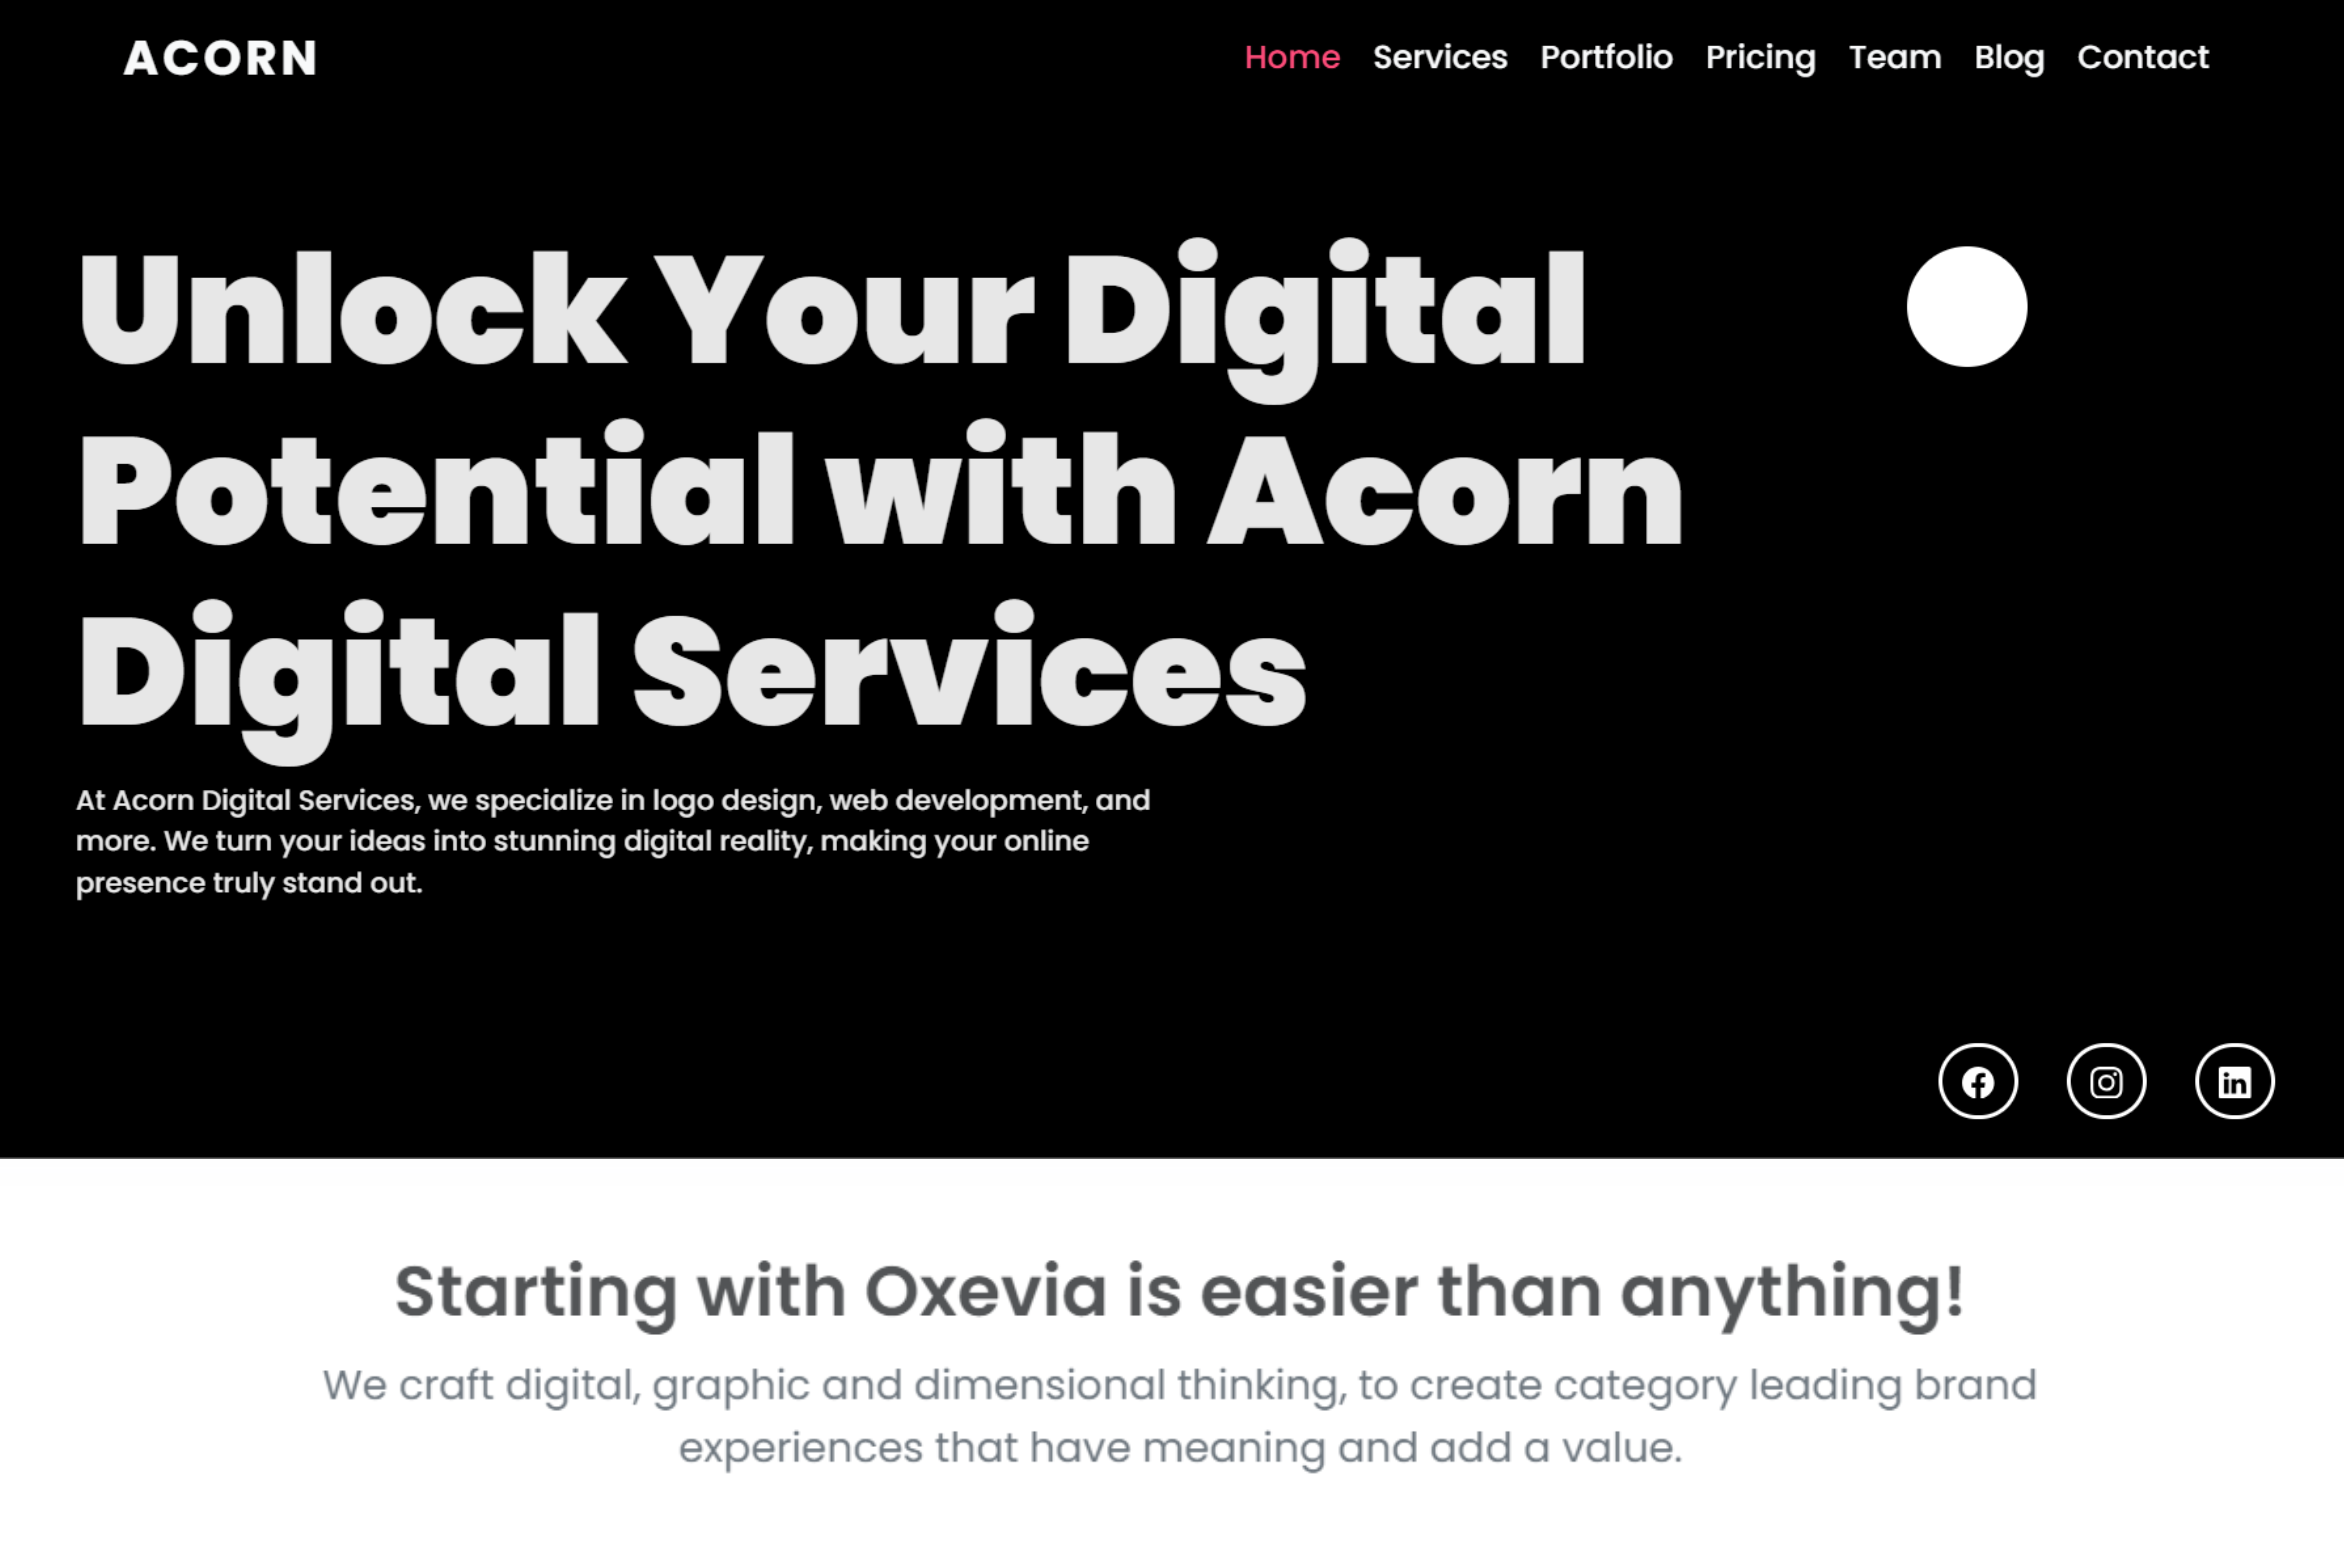 ACORN
Home Services Portfolio Pricing Team Blog Contact
Unlock Your Digital
Potential with Acorn
Digital Services
At Acorn Digital Services, we specialize in logo design, web development, and
more. We turn your ideas into stunning digital reality, making your online
presence truly stand out.
Starting with Oxevia is easier than anything!
We craft digital, graphic and dimensional thinking, to create category leading brand
experiences that have meaning and add a value.